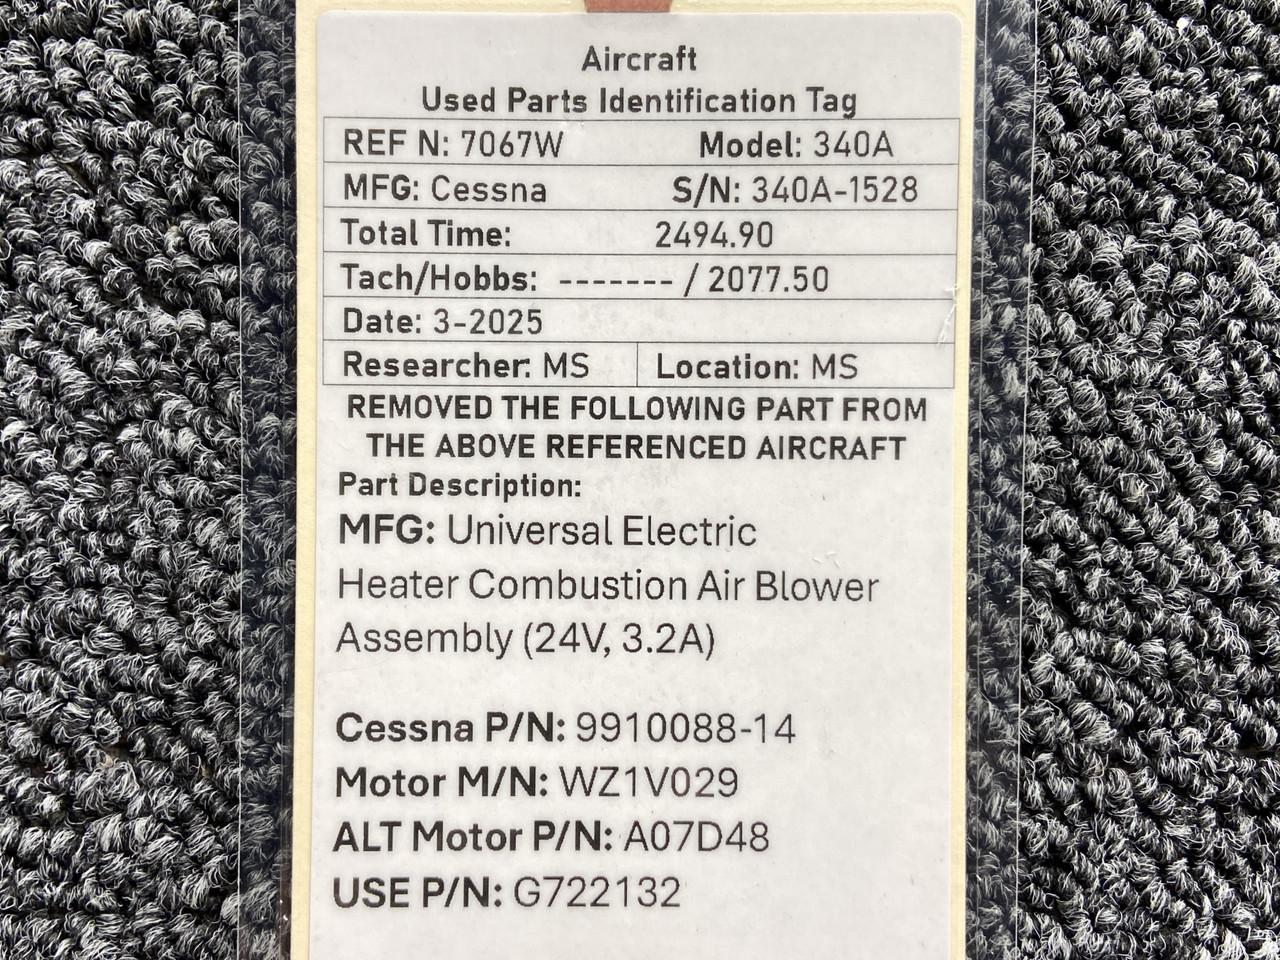 Aircraft
Used Parts Identification Tag
REF N: 7067W Model: 340A
MFG: Cessna S/N: 340A-1528
Total Time: 2494.90
Tach/Hobbs: ------- / 2077.50
Date: 3-2025
Researcher: MS Location: MS
REMOVED THE FOLLOWING PART FROM
THE ABOVE REFERENCED AIRCRAFT
Part Description:
MFG: Universal Electric
Heater Combustion Air Blower
Assembly (24V, 3.2A)
Cessna P/N: 9910088-14
Motor M/N: WZ1V029
ALT Motor P/N: A07D48
USE P/N: G722132